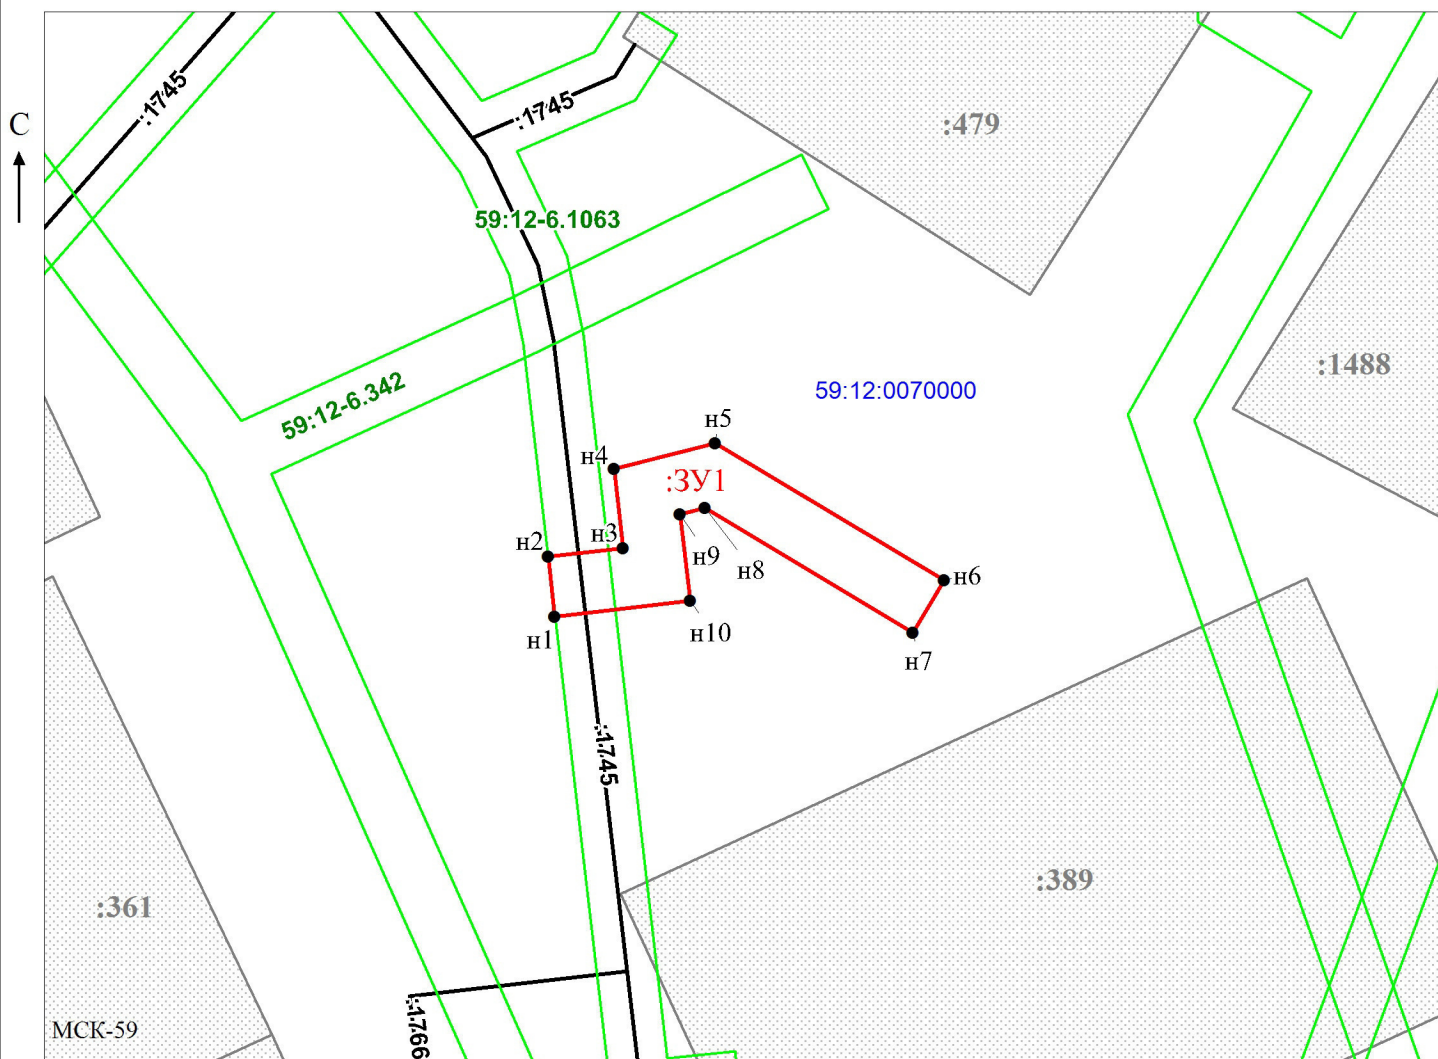 :1745
:1745
С
:479
59:12-6.1063
:1488
59:12-6.342
59:12:0070000
н5
н4
:ЗУ1
н2
н3
н9
н8
н6
н1
н10
н7
:1745
:389
:361
:1766
МСК-59